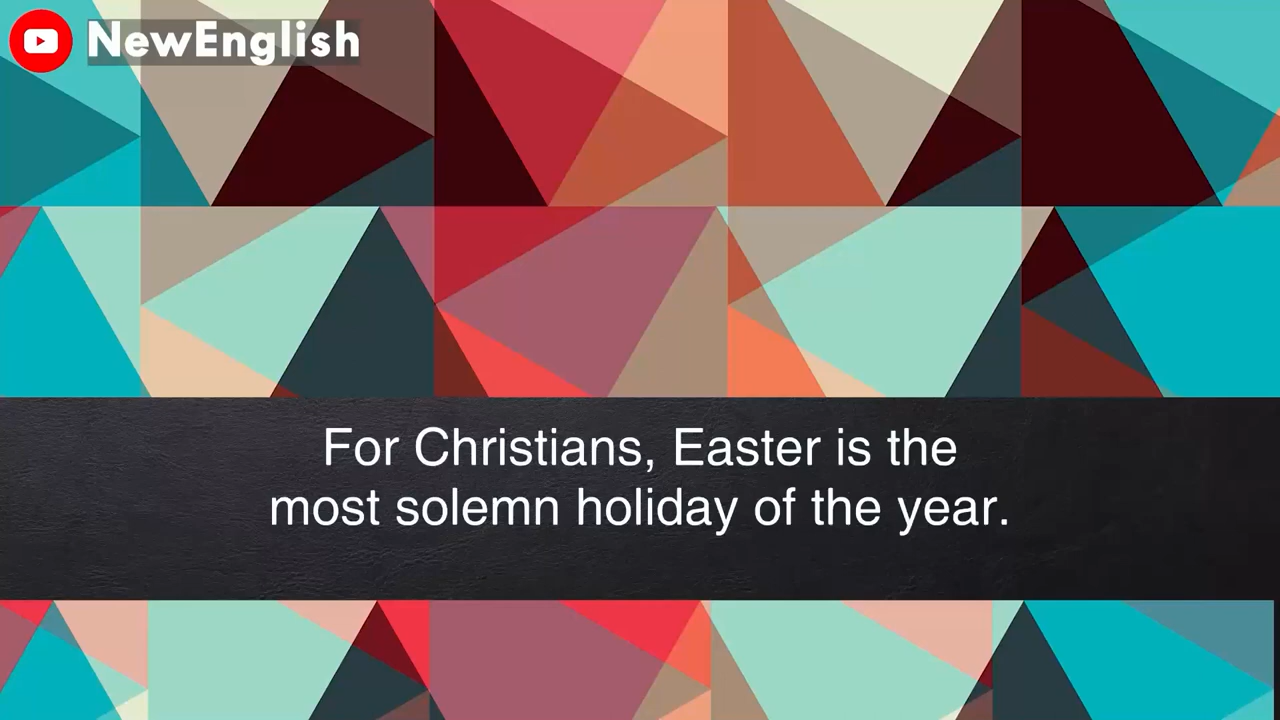 NewEnglish
For Christians, Easter is the
most solemn holiday of the year.